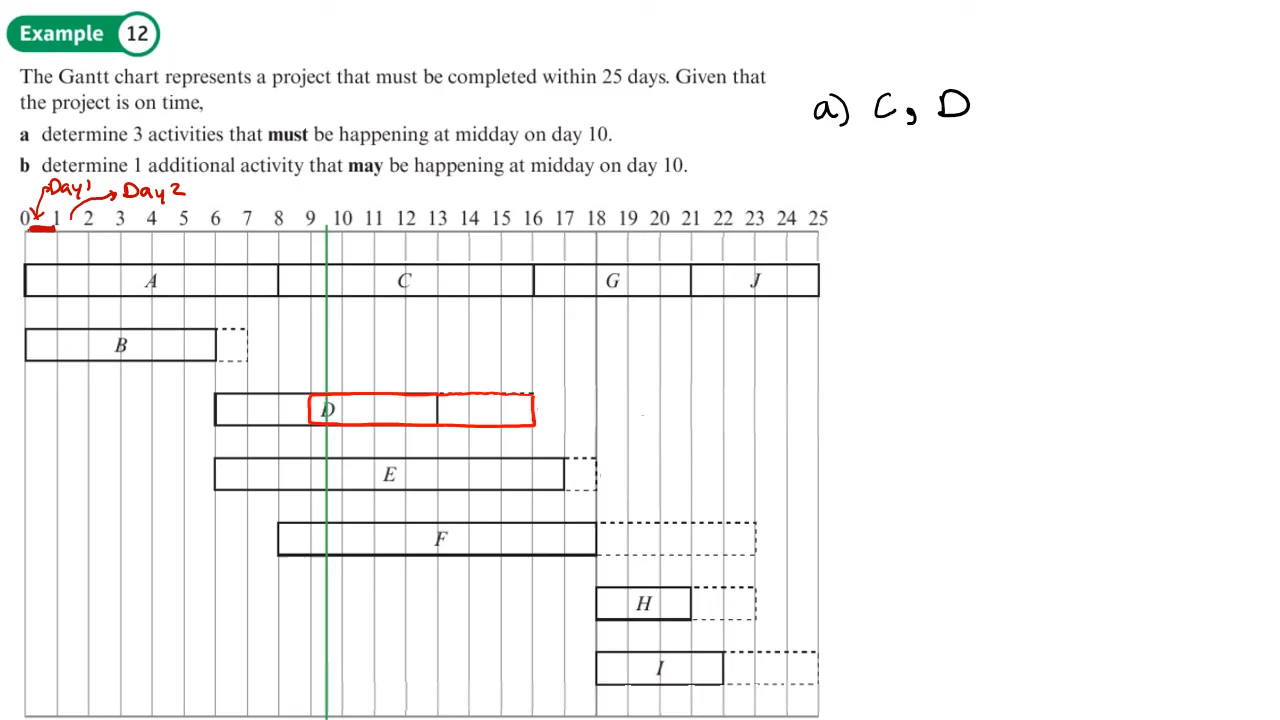 Example 12
The Gantt chart represents a project that must be completed within 25 days. Given that
the project is on time,
a determine 3 activities that must be happening at midday on day 10.
b determine 1 additional activity that may be happening at midday on day 10.
a) C, D
Day 1
Day 2
0 1 2 3 4 5 6 7 8 9 10 11 12 13 14 15 16 17 18 19 20 21 22 23 24 25
A C G J
B
D
E
F
H
I